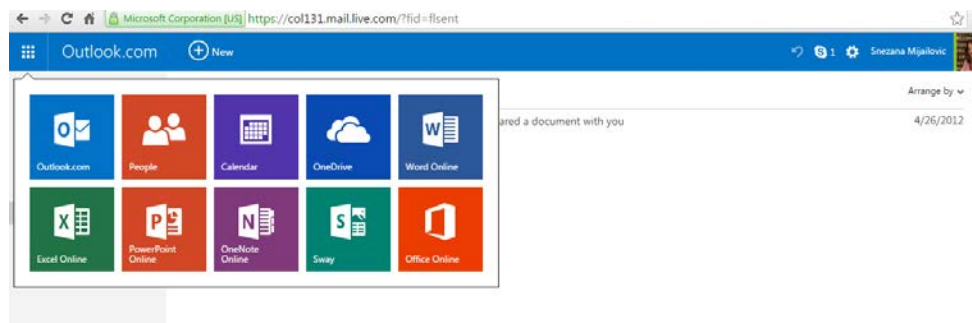 Microsoft Corporation [US] https://col131.mail.live.com/?fid=flsent
Outlook.com New 1 Snezana Mijailovic
Arrange by
ared a document with you 4/26/2012
Outlook.com People Calendar OneDrive Word Online
Excel Online PowerPoint Online OneNote Online Sway Office Online